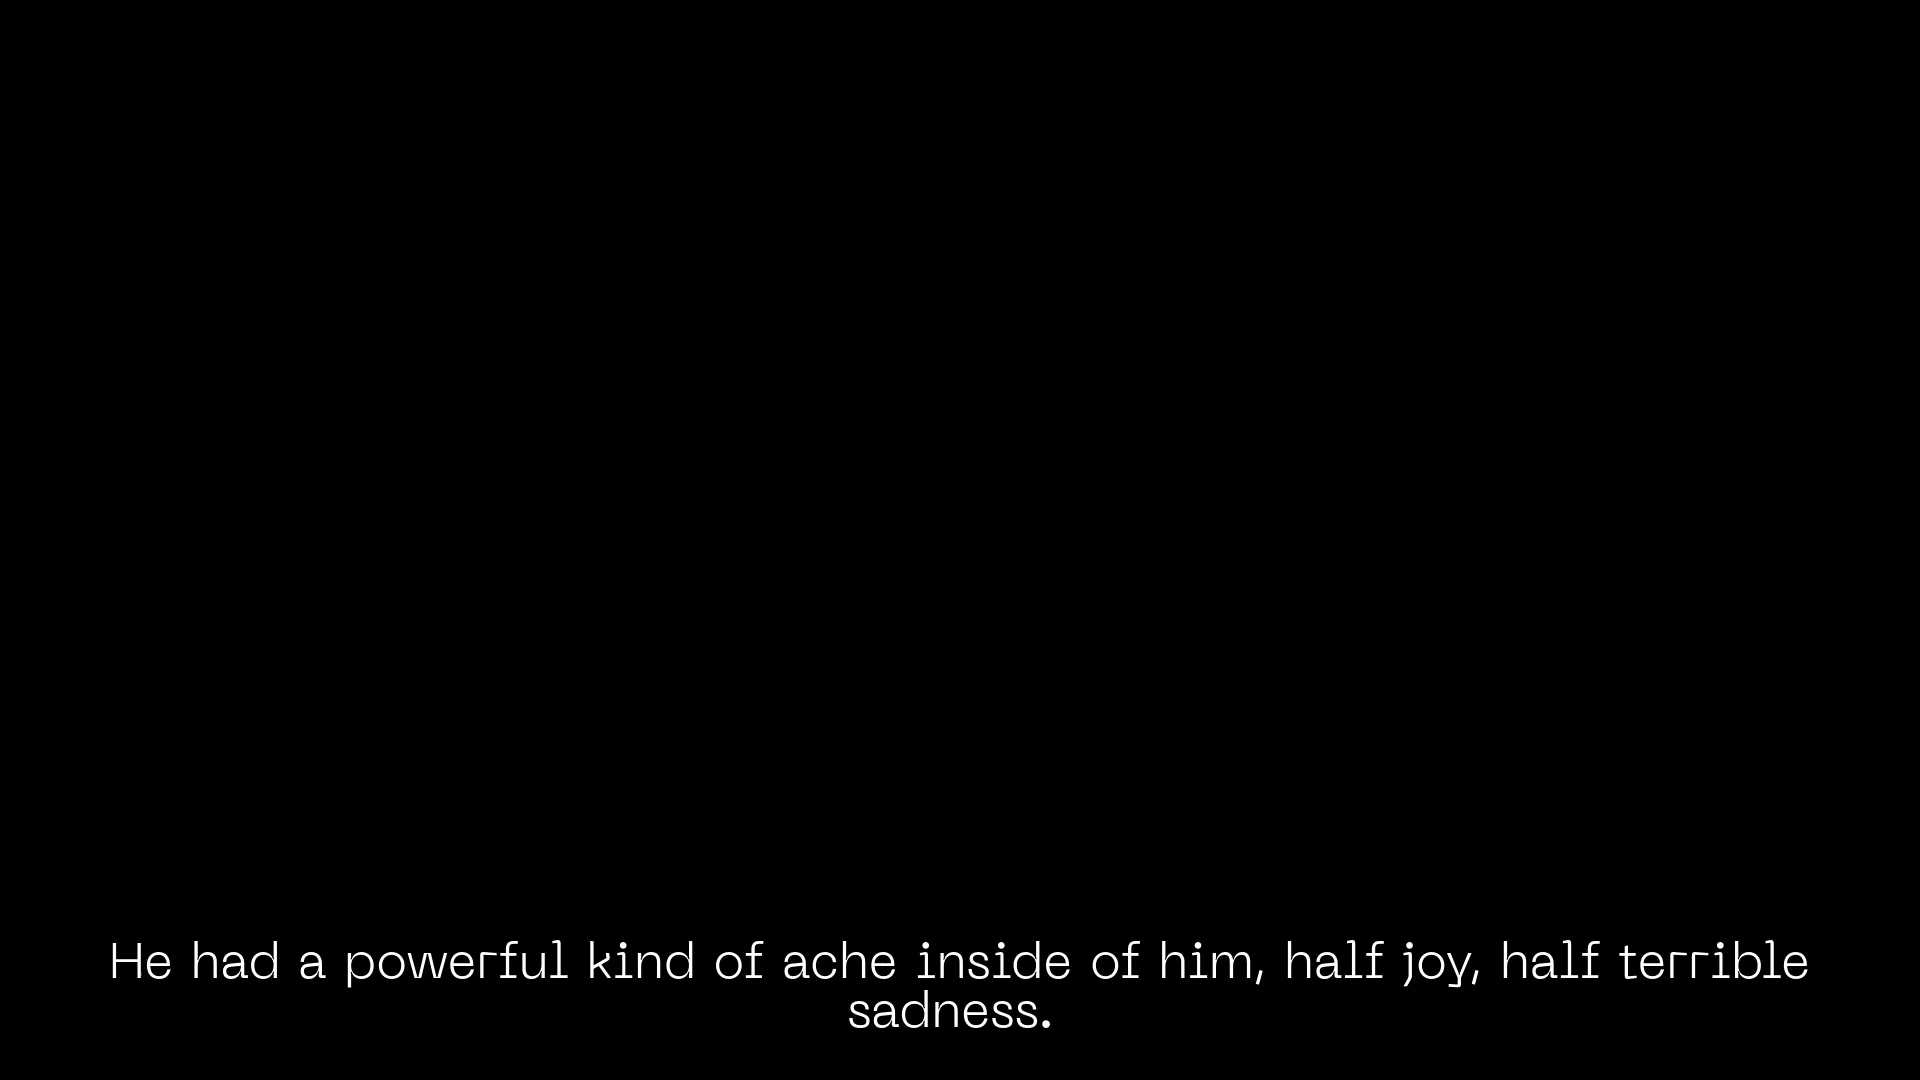 He had a powerful kind of ache inside of him, half joy, half terrible
sadness.